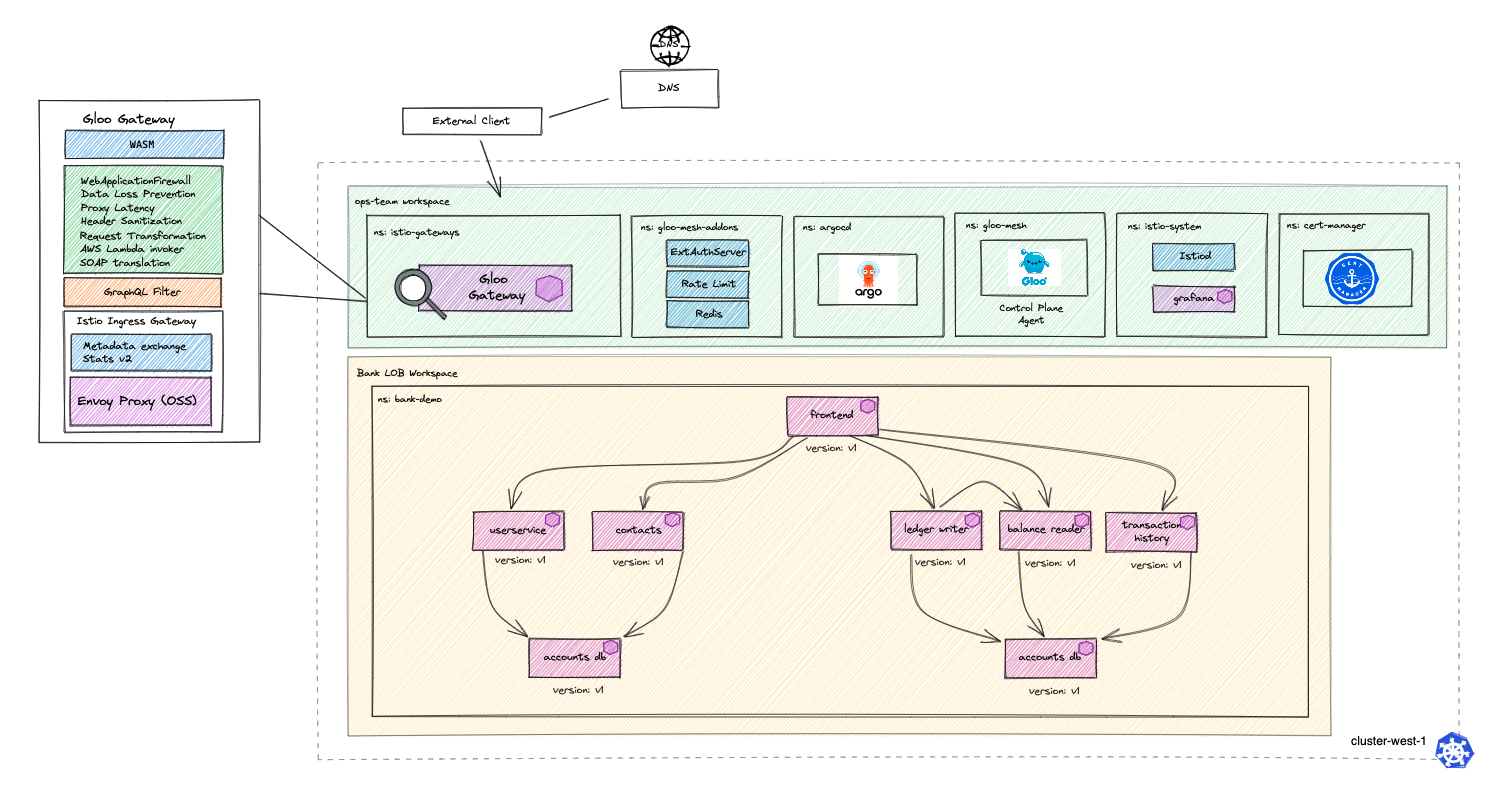 DNS
DNS
External Client
Gloo Gateway
WASM
WebApplicationFirewall
Data Loss Prevention
Proxy Latency
Header Sanitization
Request Transformation
AWS Lambda invoker
SOAP translation
GraphQL Filter
Istio Ingress Gateway
Metadata exchange
Stats v2
Envoy Proxy (OSS)
ops-team workspace
ns: istio-gateways
Gloo
Gateway
ns: gloo-mesh-addons
ExtAuthServer
Rate Limit
Redis
ns: argocd
argo
ns: gloo-mesh
Gloo
Control Plane
Agent
ns: istio-system
Istiod
grafana
ns: cert-manager
CERT
MANAGER
Bank LOB Workspace
ns: bank-demo
frontend
version: v1
userservice
version: v1
contacts
version: v1
ledger writer
version: v1
balance reader
version: v1
transaction
history
version: v1
accounts db
version: v1
accounts db
version: v1
cluster-west-1